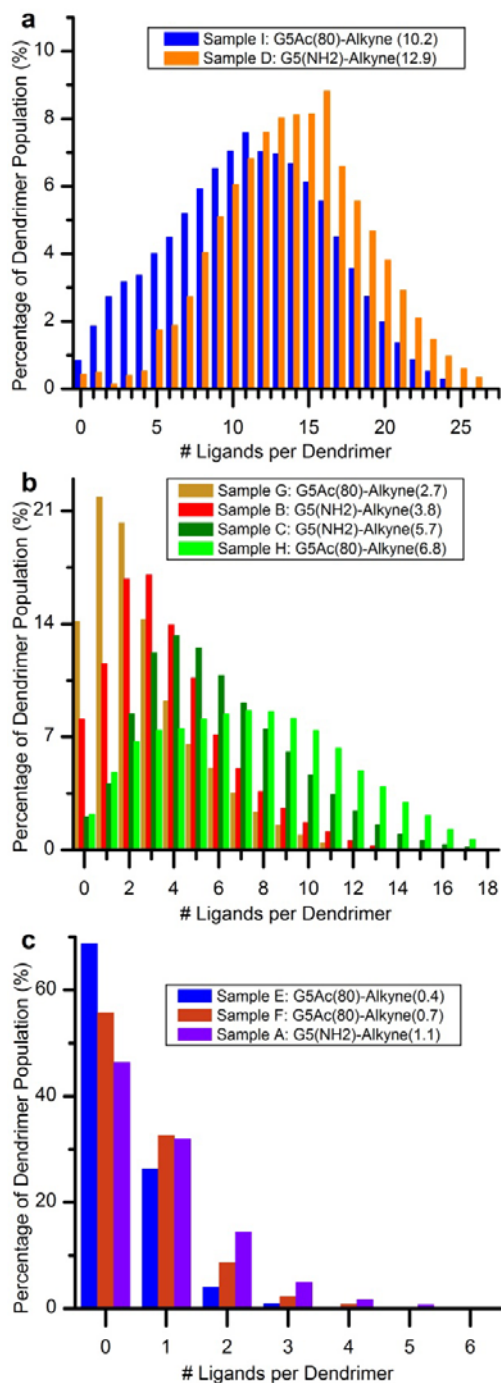 a
10
8
6
4
2
0
Percentage of Dendrimer Population (%)
Sample I: G5Ac(80)-Alkyne (10.2)
Sample D: G5(NH2)-Alkyne(12.9)
0 5 10 15 20 25
# Ligands per Dendrimer
b
21
14
7
0
Percentage of Dendrimer Population (%)
Sample G: G5Ac(80)-Alkyne(2.7)
Sample B: G5(NH2)-Alkyne(3.8)
Sample C: G5(NH2)-Alkyne(5.7)
Sample H: G5Ac(80)-Alkyne(6.8)
0 2 4 6 8 10 12 14 16 18
# Ligands per Dendrimer
c
60
40
20
0
Percentage of Dendrimer Population (%)
Sample E: G5Ac(80)-Alkyne(0.4)
Sample F: G5Ac(80)-Alkyne(0.7)
Sample A: G5(NH2)-Alkyne(1.1)
0 1 2 3 4 5 6
# Ligands per Dendrimer